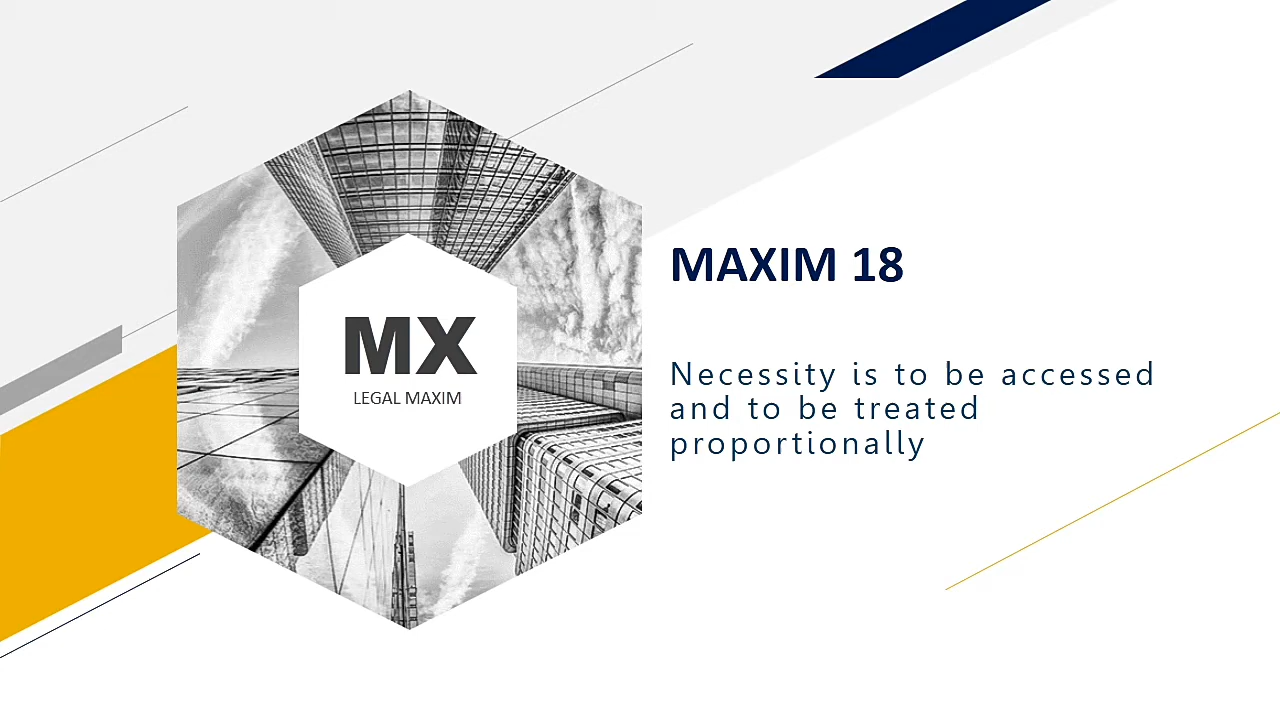 MX
LEGAL MAXIM
MAXIM 18
Necessity is to be accessed
and to be treated
proportionally